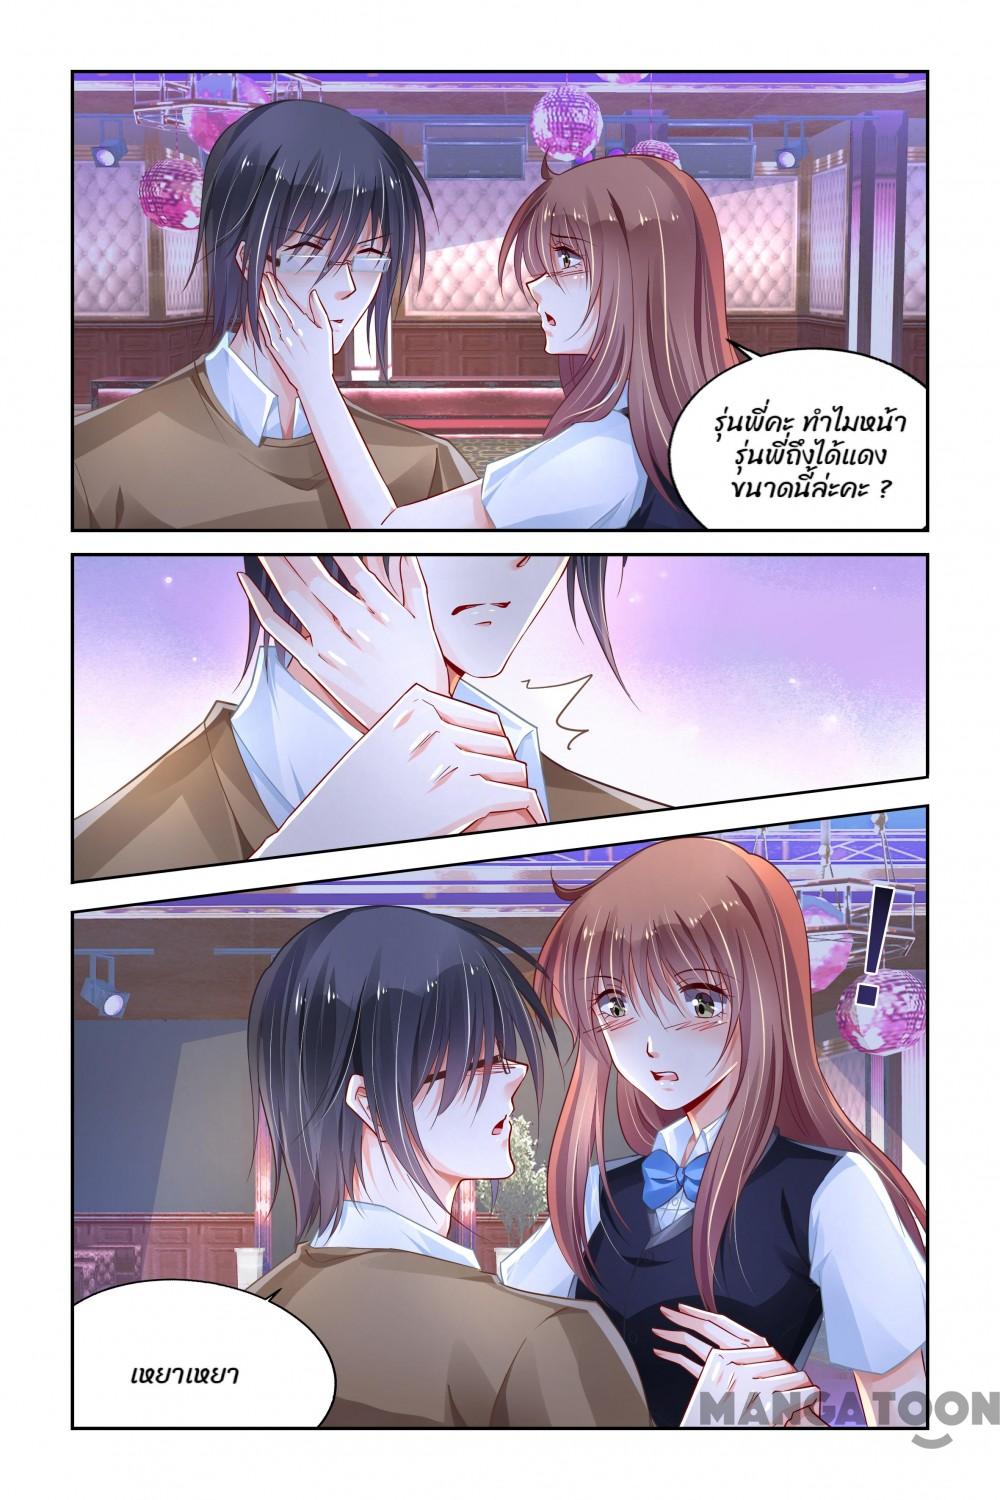 รุ่นพี่คะ ทำไมหน้า
รุ่นพี่ถึงได้แดง
ขนาดนี้ล่ะคะ ?
!
เหยาเหยา
MANGATOON